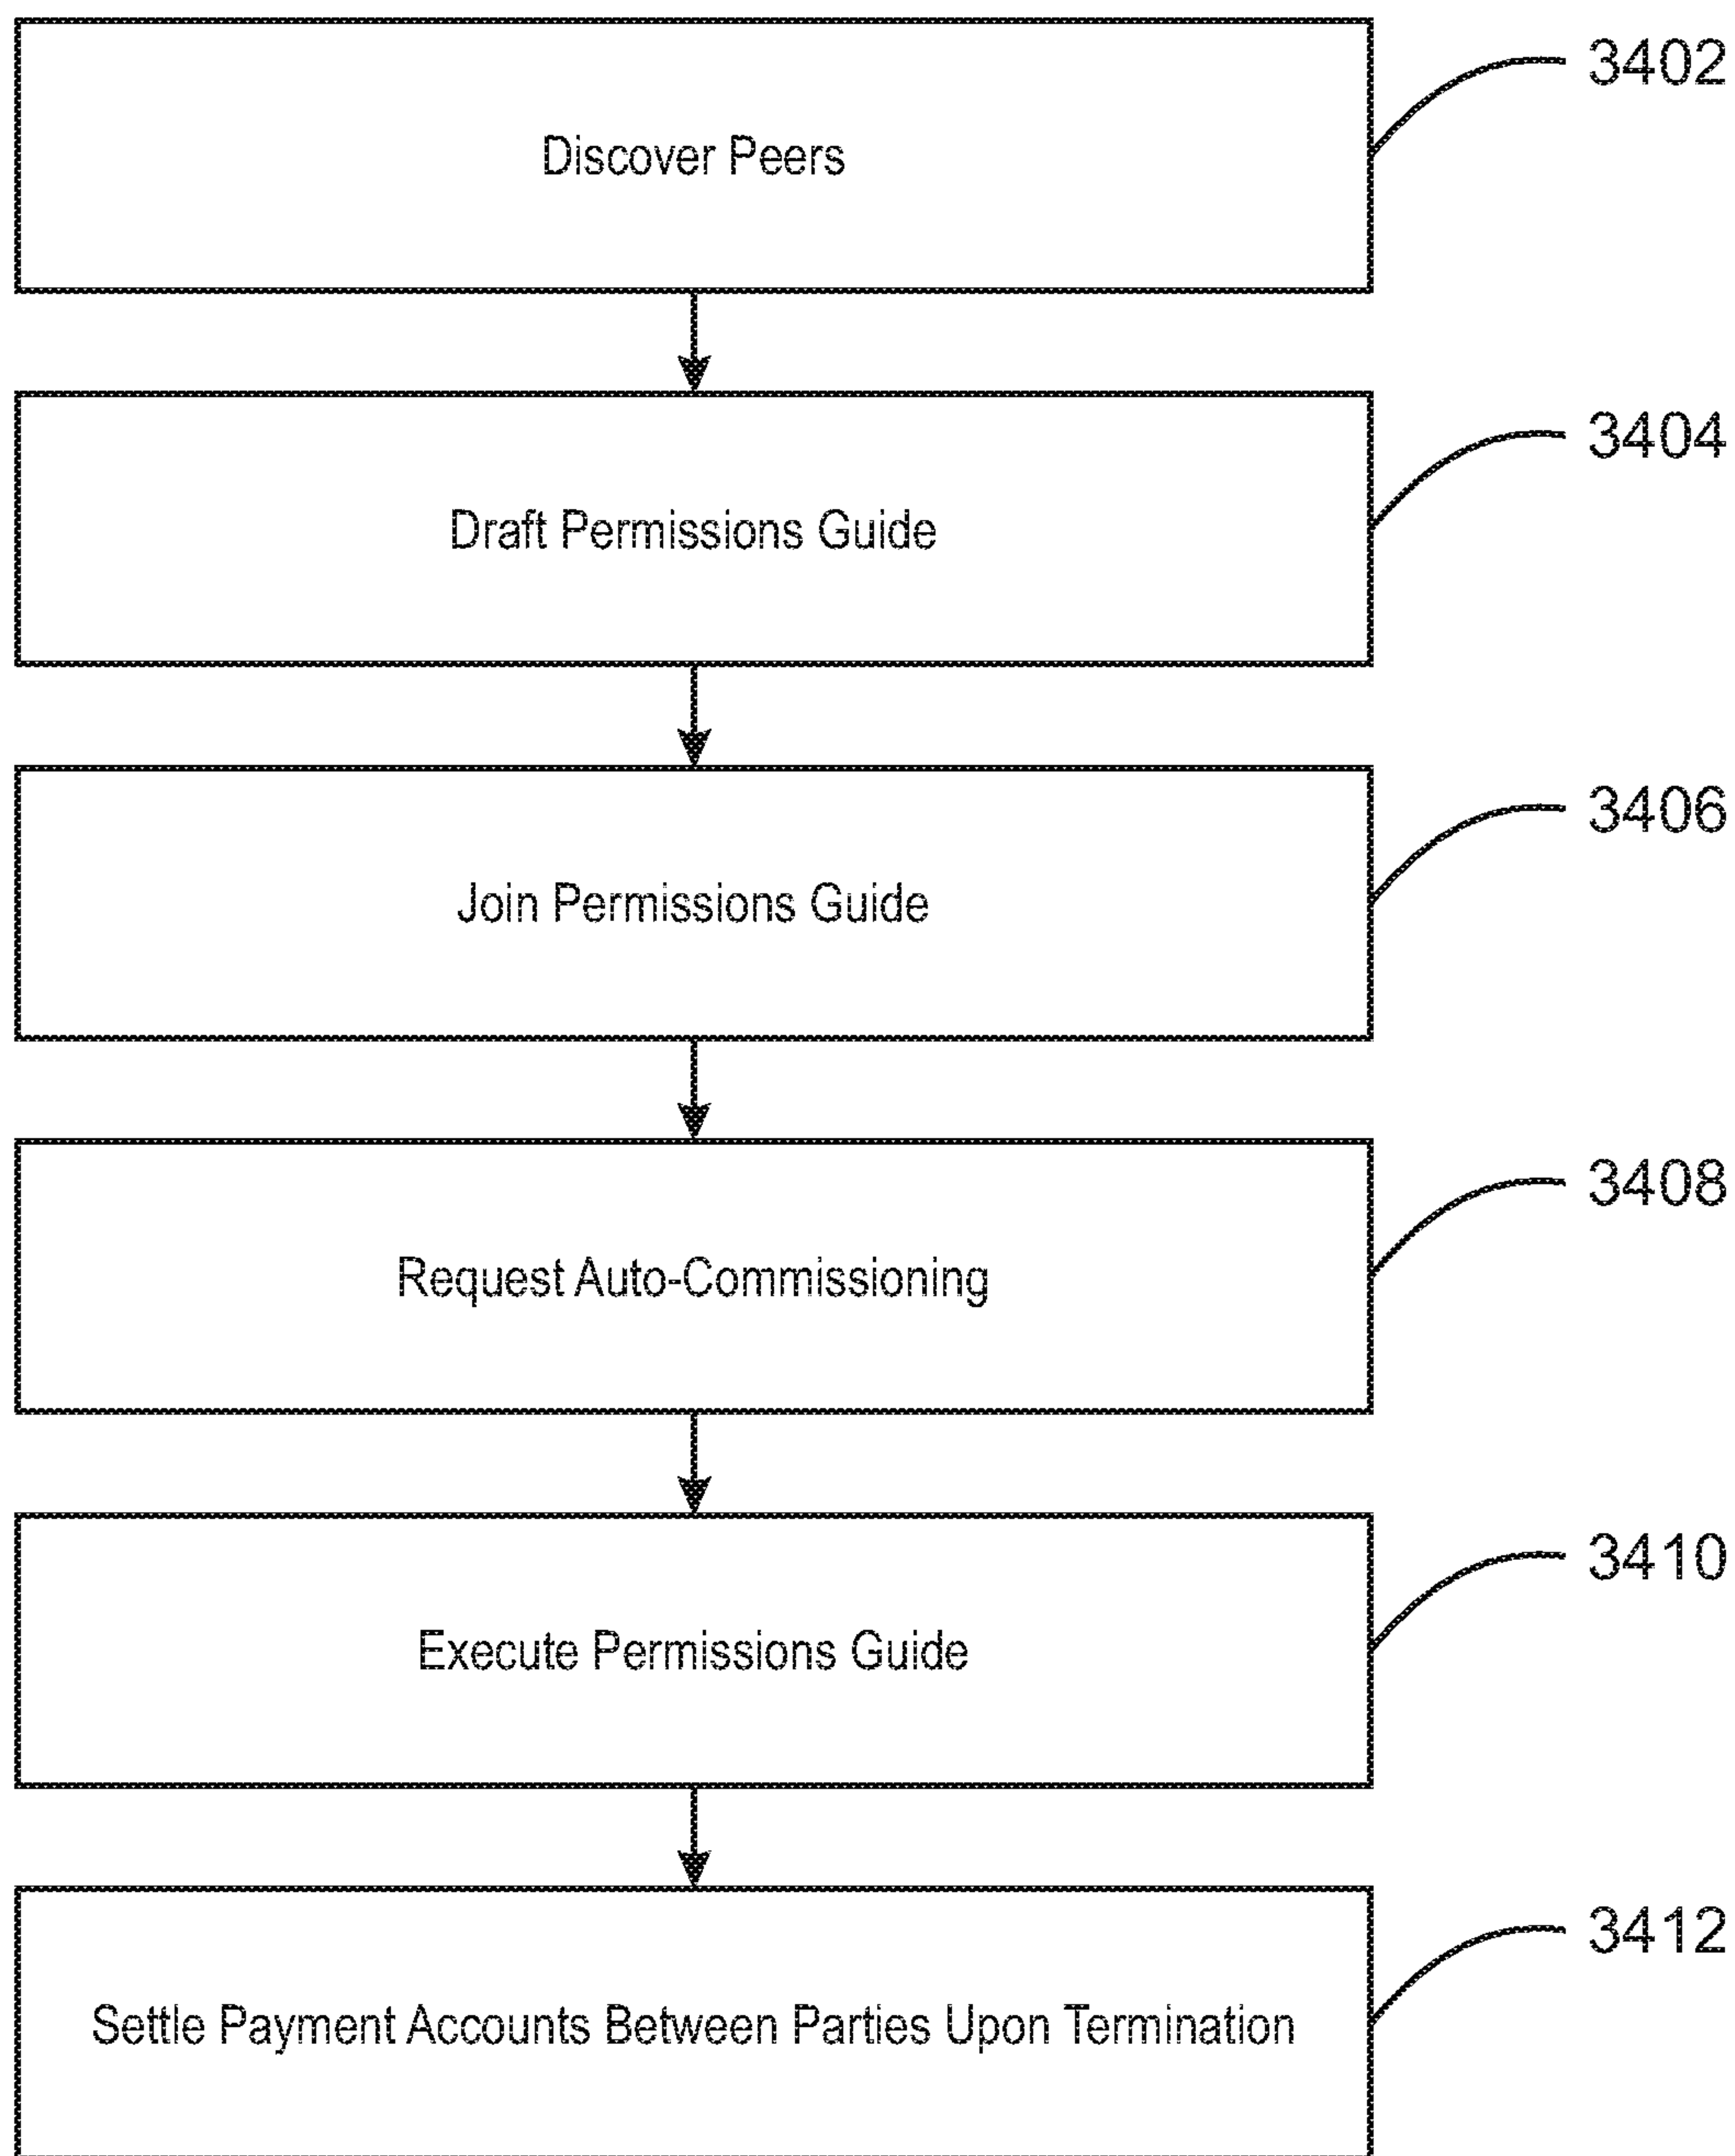 3402
Discover Peers
3404
Draft Permissions Guide
3406
Join Permissions Guide
3408
Request Auto-Commissioning
3410
Execute Permissions Guide
3412
Settle Payment Accounts Between Parties Upon Termination